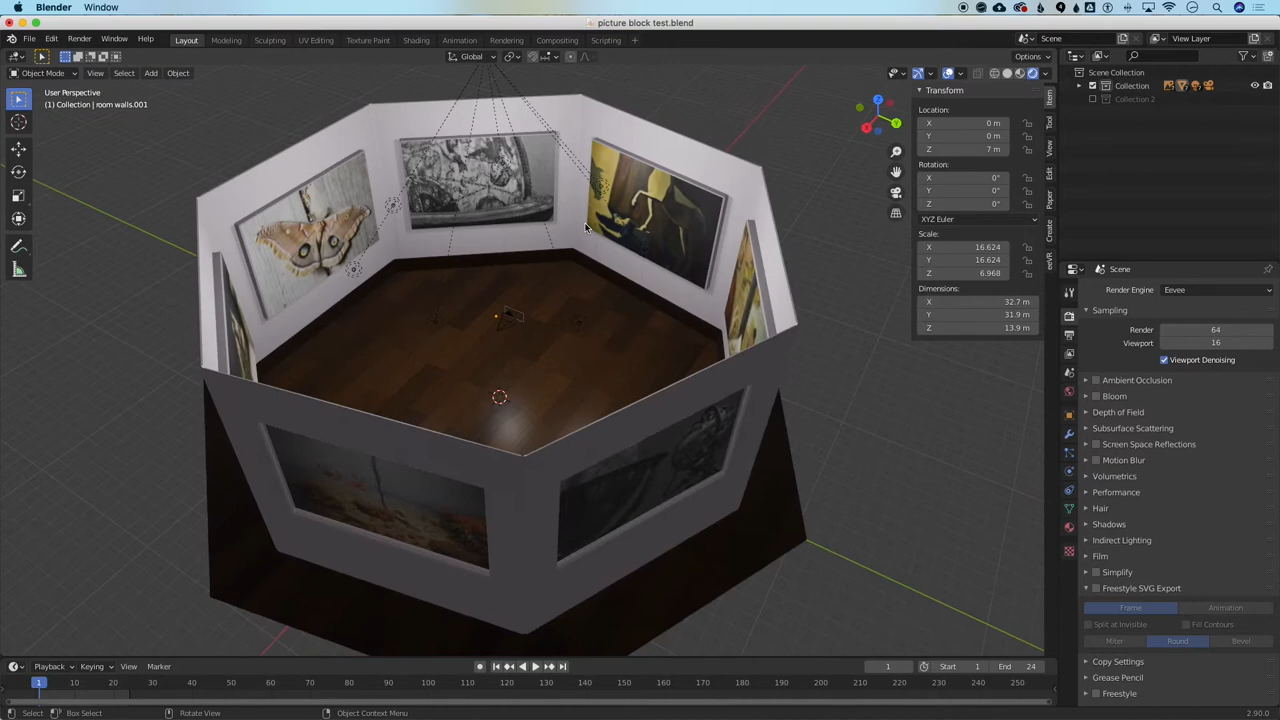 Blender Window
picture block test.blend
File Edit Render Window Help Layout Modeling Sculpting UV Editing Texture Paint Shading Animation Rendering Compositing Scripting + Scene View Layer
Global Options
Object Mode View Select Add Object
User Perspective
(1) Collection | room walls.001
Z
Y
X
Transform
Location:
X 0 m
Y 0 m
Z 7 m
Rotation:
X 0°
Y 0°
Z 0°
XYZ Euler
Scale:
X 16.624
Y 16.624
Z 6.968
Dimensions:
X 32.7 m
Y 31.9 m
Z 13.9 m
Item
Tool
View
Edit
Paper
Create
eeVR
Scene Collection
Collection
Collection 2
Scene
Render Engine Eevee
Sampling
Render 64
Viewport 16
Viewport Denoising
Ambient Occlusion
Bloom
Depth of Field
Subsurface Scattering
Screen Space Reflections
Motion Blur
Volumetrics
Performance
Hair
Shadows
Indirect Lighting
Film
Simplify
Freestyle SVG Export
Frame Animation
Split at Invisible Fill Contours
Miter Round Bevel
Copy Settings
Grease Pencil
Freestyle
Playback Keying View Marker 1 Start 1 End 24
1 10 20 30 40 50 60 70 80 90 100 110 120 130 140 150 160 170 180 190 200 210 220 230 240 250
Select Box Select Rotate View Object Context Menu 2.90.0